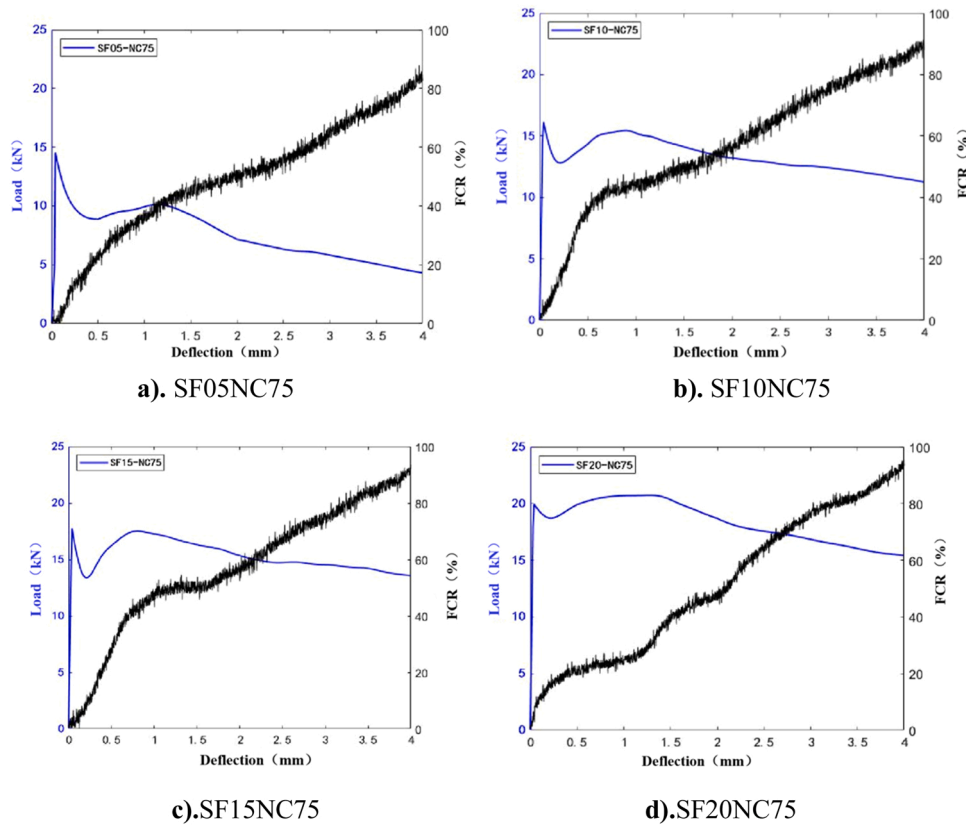 SF05-NC75
25
20
15
10
5
0
Load (kN)
100
80
60
40
20
0
FCR (%)
0 0.5 1 1.5 2 2.5 3 3.5 4
Deflection (mm)
a). SF05NC75
SF10-NC75
25
20
15
10
5
0
Load (kN)
100
80
60
40
20
0
FCR (%)
0 0.5 1 1.5 2 2.5 3 3.5 4
Deflection (mm)
b). SF10NC75
SF15-NC75
25
20
15
10
5
0
Load (kN)
100
80
60
40
20
0
FCR (%)
0 0.5 1 1.5 2 2.5 3 3.5 4
Deflection (mm)
c).SF15NC75
SF20-NC75
25
20
15
10
5
0
Load (kN)
100
80
60
40
20
0
FCR (%)
0 0.5 1 1.5 2 2.5 3 3.5 4
Deflection (mm)
d).SF20NC75